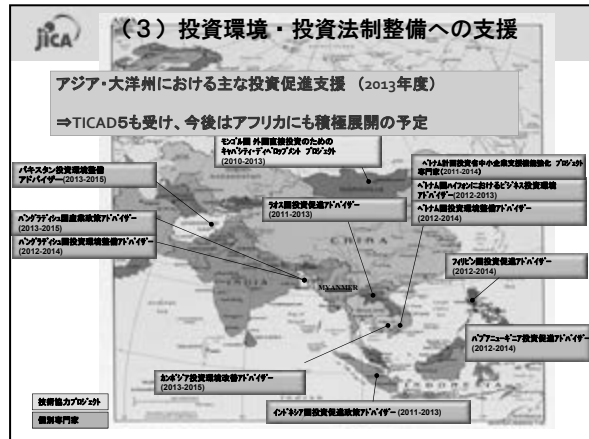 jICA
（３）投資環境・投資法制整備への支援
アジア・大洋州における主な投資促進支援 （2013年度）
⇒TICAD５も受け、今後はアフリカにも積極展開の予定
ﾓﾝｺﾞﾙ国 外国直接投資のための
ｷｬﾊﾟｼﾃｨ・ﾃﾞｨﾍﾞﾛｯﾌﾟﾒﾝﾄ ﾌﾟﾛｼﾞｪｸﾄ
(2010-2013)
ﾍﾞﾄﾅﾑ計画投資省中小企業支援機能強化 ﾌﾟﾛｼﾞｪｸﾄ
専門家(2011-2014)
ﾊﾟｷｽﾀﾝ投資環境整備
ｱﾄﾞﾊﾞｲｻﾞｰ(2013-2015)
ﾍﾞﾄﾅﾑ国ﾊｲﾌｫﾝにおけるﾋﾞｼﾞﾈｽ投資環境
ｱﾄﾞﾊﾞｲｻﾞｰ(2012-2013)
ﾗｵｽ国投資促進ｱﾄﾞﾊﾞｲｻﾞｰ
(2011-2013)
ﾍﾞﾄﾅﾑ国投資環境整備ｱﾄﾞﾊﾞｲｻﾞｰ
(2012-2014)
ﾊﾞﾝｸﾞﾗﾃﾞｨｼｭ国産業政策ｱﾄﾞﾊﾞｲｻﾞｰ
(2013-2015)
ﾊﾞﾝｸﾞﾗﾃﾞｨｼｭ国投資環境整備ｱﾄﾞﾊﾞｲｻﾞｰ
(2012-2014)
CHINA
ﾌｨﾘﾋﾟﾝ国投資促進ｱﾄﾞﾊﾞｲｻﾞｰ
(2012-2014)
INDIA
MYANMER
ﾊﾟﾌﾟｱﾆｭｰｷﾞﾆｱ投資促進ｱﾄﾞﾊﾞｲｻﾞｰ
(2012-2014)
ｶﾝﾎﾞｼﾞｱ投資環境改善ｱﾄﾞﾊﾞｲｻﾞｰ
(2013-2015)
INDONESIA
技術協力ﾌﾟﾛｼﾞｪｸﾄ
個別専門家
ｲﾝﾄﾞﾈｼｱ国投資促進政策ｱﾄﾞﾊﾞｲｻﾞｰ (2011-2013)